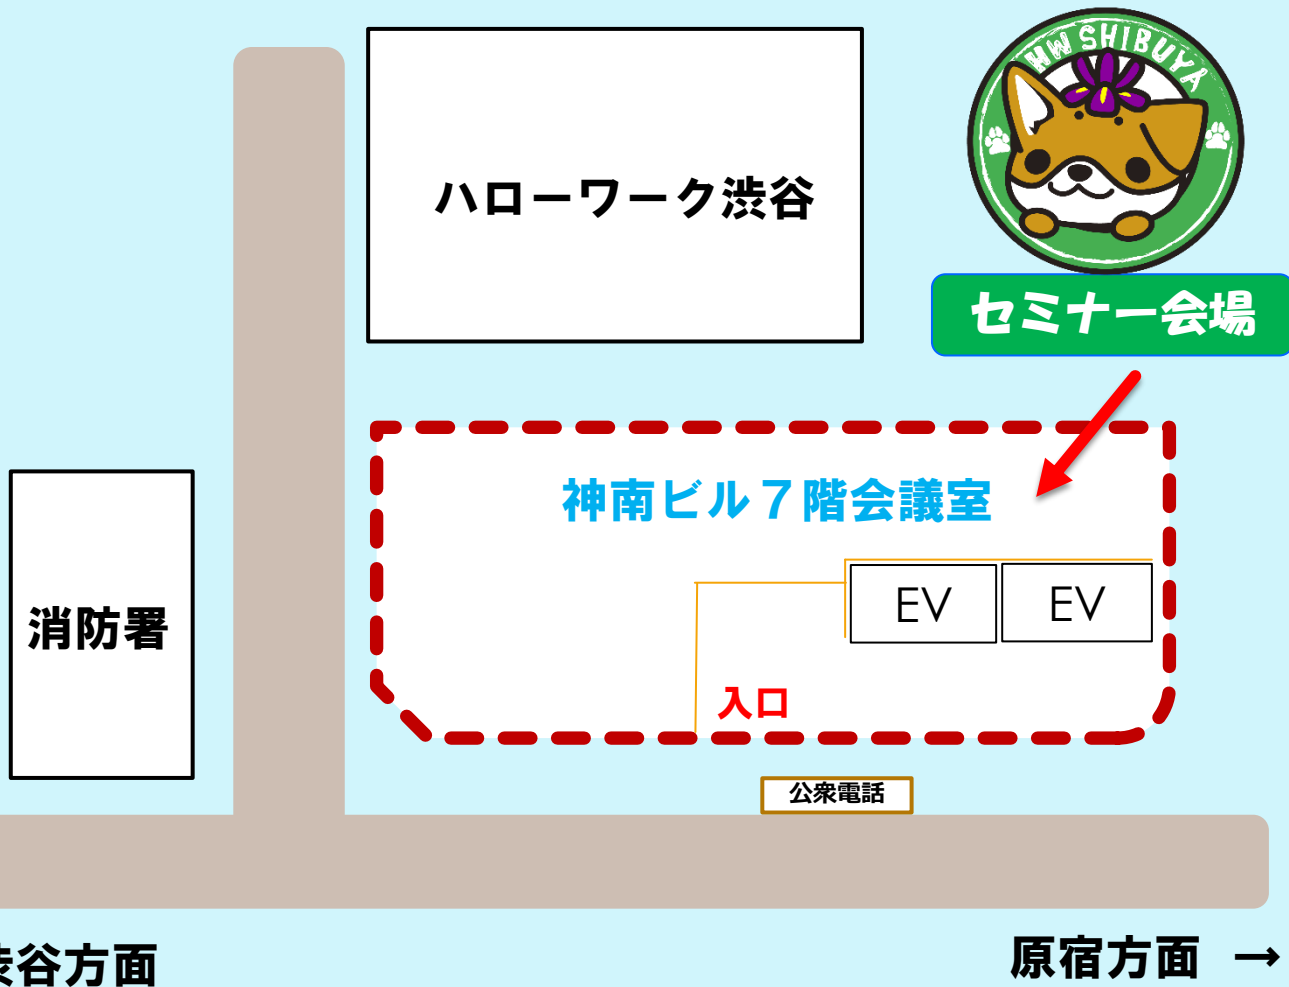 HW SHIBUYA
ハローワーク渋谷
セミナー会場
神南ビル７階会議室
EV EV
消防署
入口
公衆電話
渋谷方面
原宿方面 →